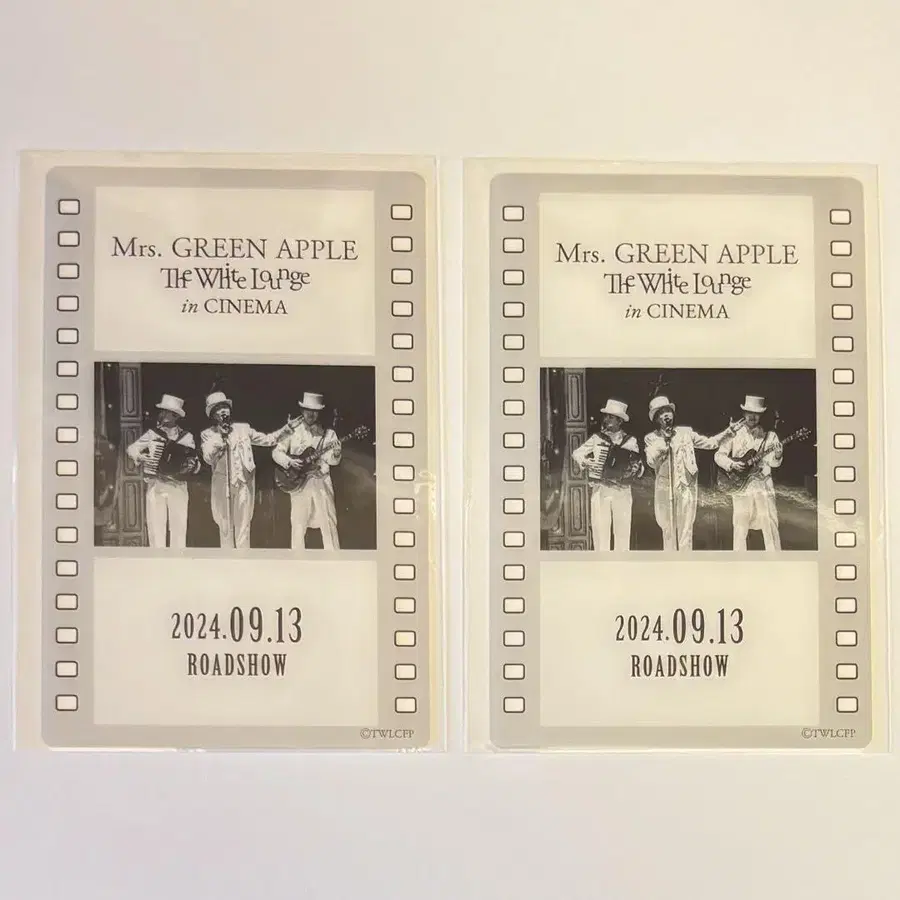 Mrs. GREEN APPLE
The White Lounge
in CINEMA
2024.09.13
ROADSHOW
©TWLCFP
Mrs. GREEN APPLE
The White Lounge
in CINEMA
2024.09.13
ROADSHOW
©TWLCFP